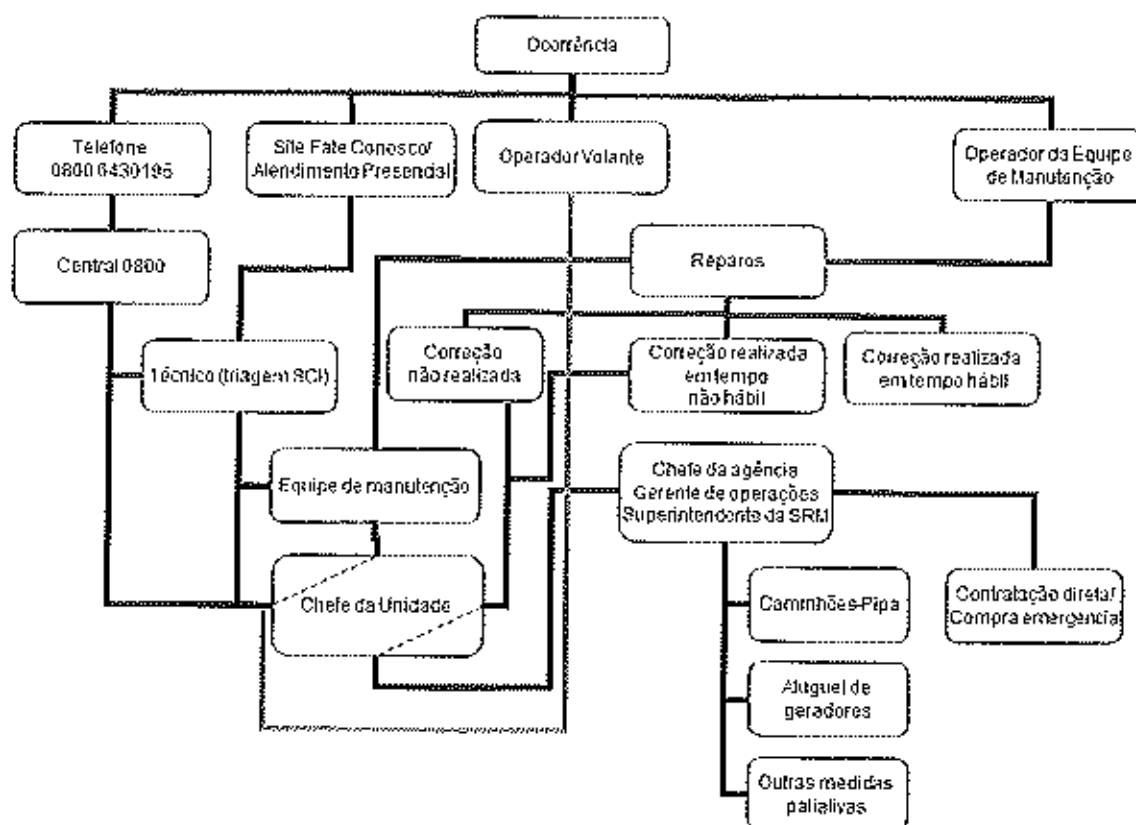 Ocorrência
Telefone
0800 6430195
Site Fale Conosco/
Atendimento Presencial
Operador Volante
Operador da Equipe
de Manutenção
Central 0800
Reparos
Técnico (triagem SCI)
Correção
não realizada
Correção realizada
em tempo
não hábil
Correção realizada
em tempo hábil
Equipe de manutenção
Chefe da agência
Gerente de operações
Superintendente da SRM
Chefe da Unidade
Caminhões-Pipa
Contratação direta/
Compra emergencia
Aluguel de
geradores
Outras medidas
paliativas